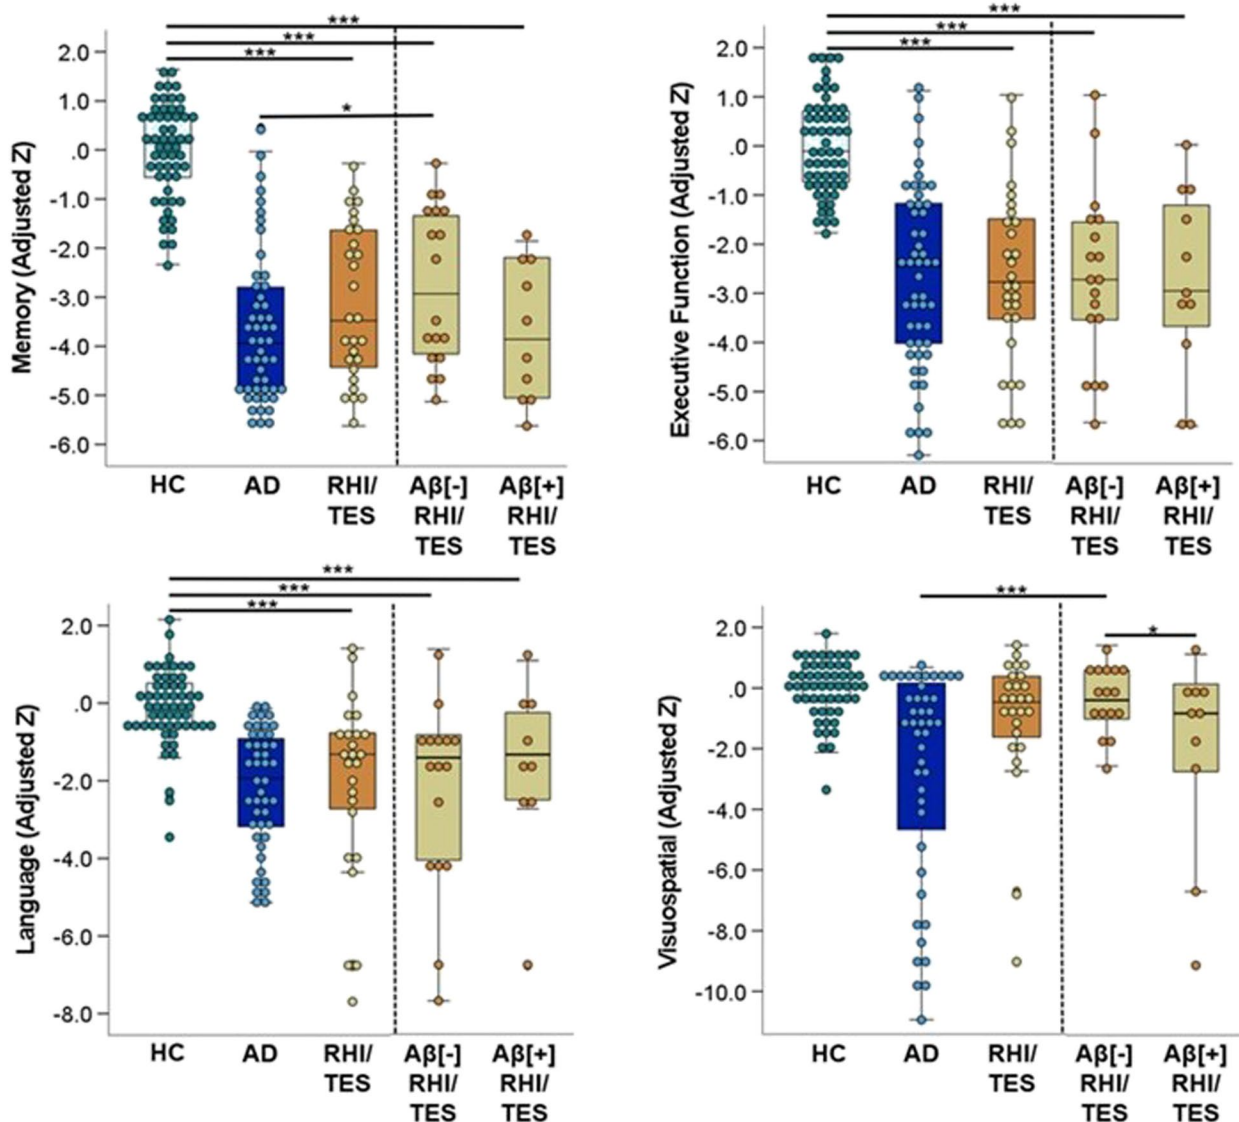 ***
***
***
*
Memory (Adjusted Z)
2.0
1.0
.0
-1.0
-2.0
-3.0
-4.0
-5.0
-6.0
HC
AD
RHI/
TES
Aβ[-]
RHI/
TES
Aβ[+]
RHI/
TES
***
***
***
Executive Function (Adjusted Z)
2.0
1.0
.0
-1.0
-2.0
-3.0
-4.0
-5.0
-6.0
HC
AD
RHI/
TES
Aβ[-]
RHI/
TES
Aβ[+]
RHI/
TES
***
***
***
Language (Adjusted Z)
2.0
.0
-2.0
-4.0
-6.0
-8.0
HC
AD
RHI/
TES
Aβ[-]
RHI/
TES
Aβ[+]
RHI/
TES
***
*
Visuospatial (Adjusted Z)
2.0
.0
-2.0
-4.0
-6.0
-8.0
-10.0
HC
AD
RHI/
TES
Aβ[-]
RHI/
TES
Aβ[+]
RHI/
TES